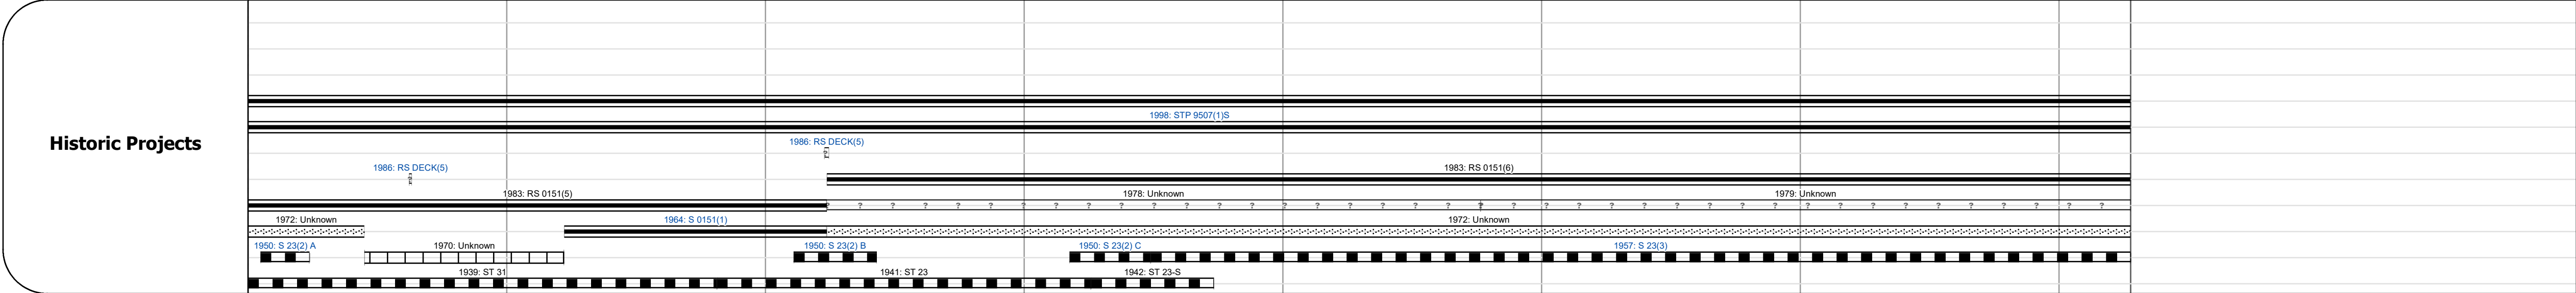 1998: STP 9507(1)S
1986: RS DECK(5)
Historic Projects
1986: RS DECK(5)
1983: RS 0151(6)
1983: RS 0151(5)
1978: Unknown
1979: Unknown
? ? ? ? ? ? ? ? ? ? ? ? ? ? ? ? ? ? ? ? ? ? ? ? ? ? ? ? ? ? ? ? ? ? ? ? ? ? ? ?
1972: Unknown
1964: S 0151(1)
1972: Unknown
1950: S 23(2) A
1970: Unknown
1950: S 23(2) B
1950: S 23(2) C
1957: S 23(3)
1939: ST 31
1941: ST 23
1942: ST 23-S